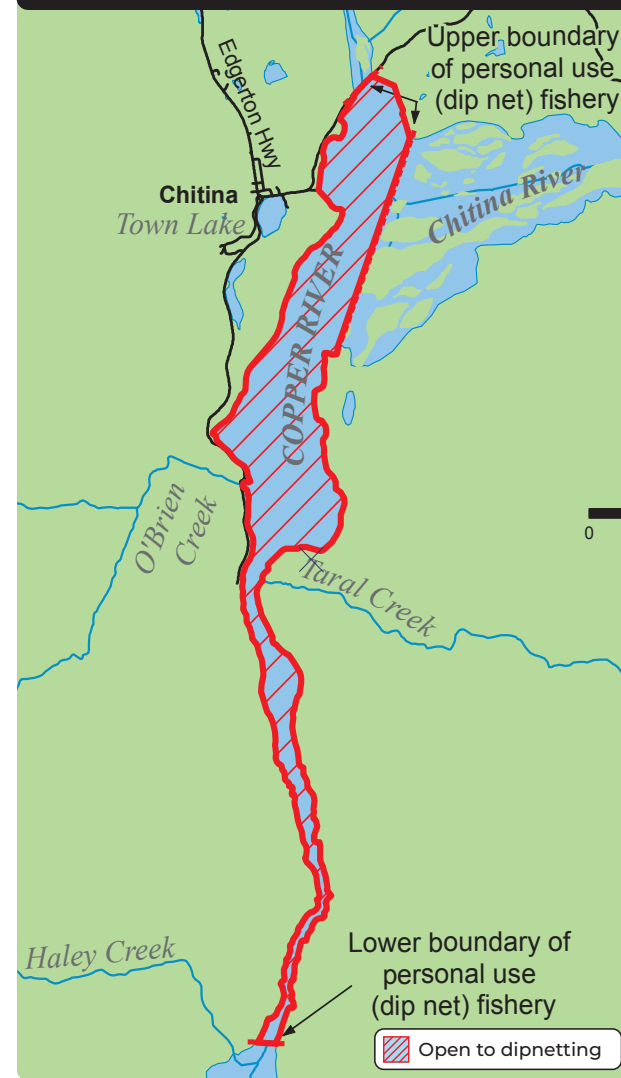 Upper boundary
of personal use
(dip net) fishery
Edgerton Hwy
Chitina
Town Lake
Chitina River
COPPER RIVER
O'Brien
Creek
0
Taral Creek
Haley Creek
Lower boundary of
personal use
(dip net) fishery
Open to dipnetting